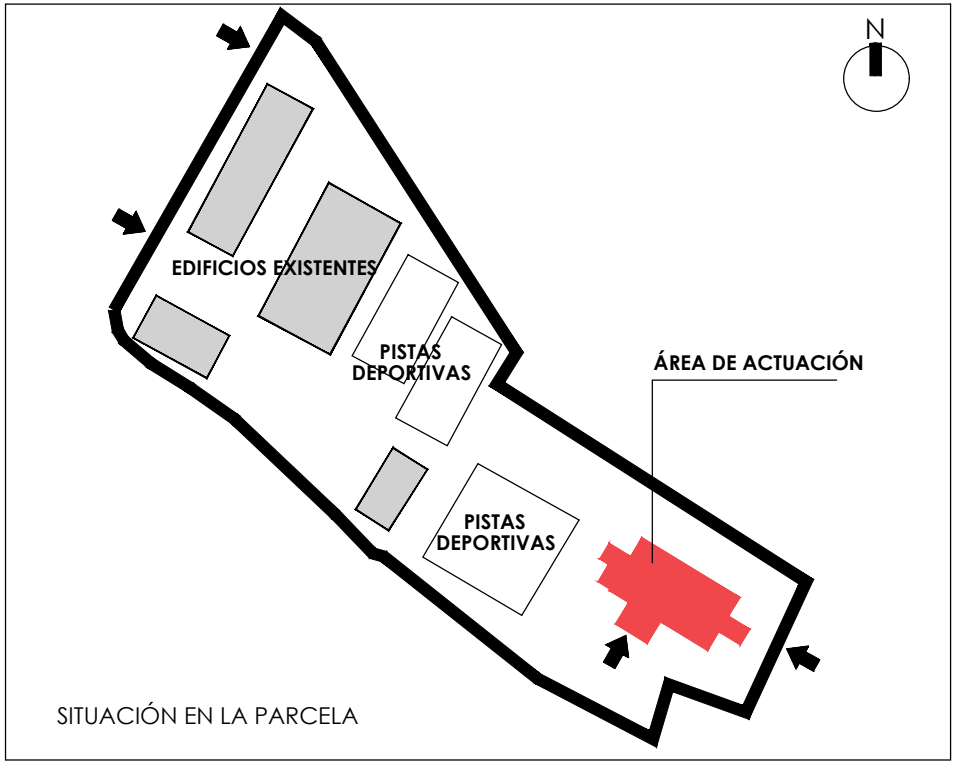 N
EDIFICIOS EXISTENTES
PISTAS
DEPORTIVAS
ÁREA DE ACTUACIÓN
PISTAS
DEPORTIVAS
SITUACIÓN EN LA PARCELA